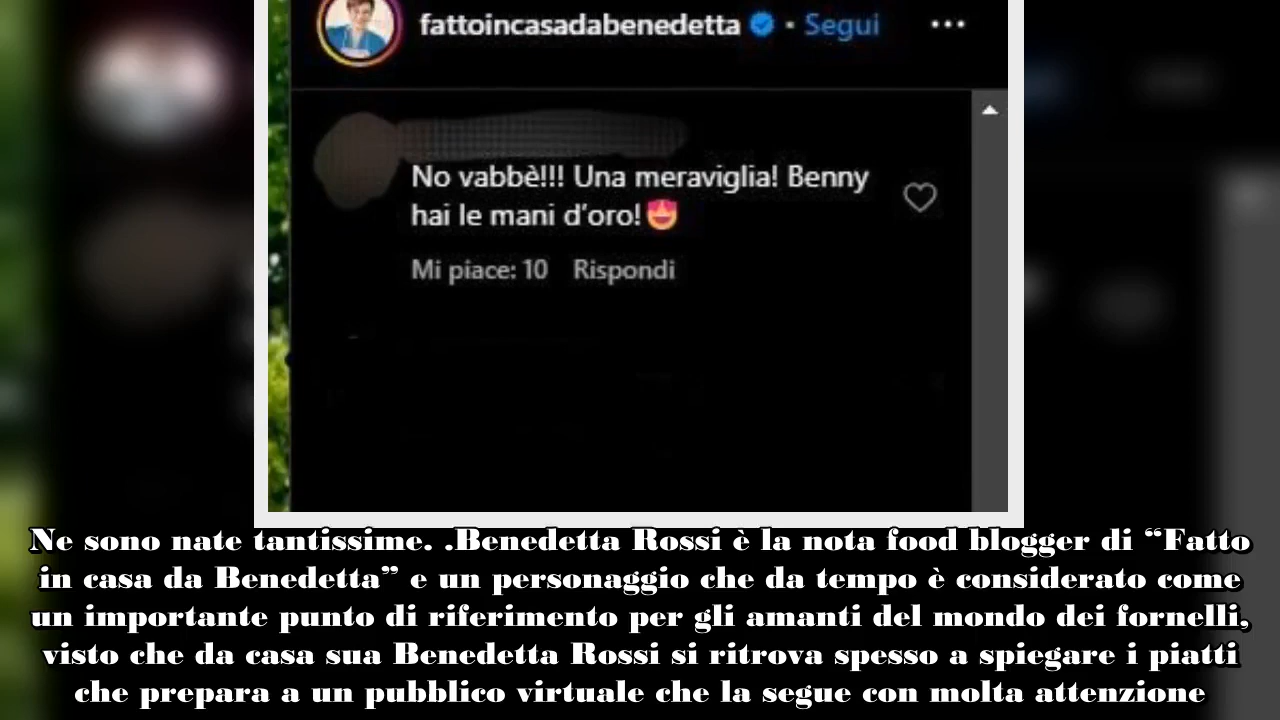 fattoincasadabenedetta • Segui •••
No vabbè!!! Una meraviglia! Benny
hai le mani d'oro!😍
Mi piace: 10 Rispondi
Ne sono nate tantissime. .Benedetta Rossi è la nota food blogger di “Fatto
in casa da Benedetta” e un personaggio che da tempo è considerato come
un importante punto di riferimento per gli amanti del mondo dei fornelli,
visto che da casa sua Benedetta Rossi si ritrova spesso a spiegare i piatti
che prepara a un pubblico virtuale che la segue con molta attenzione